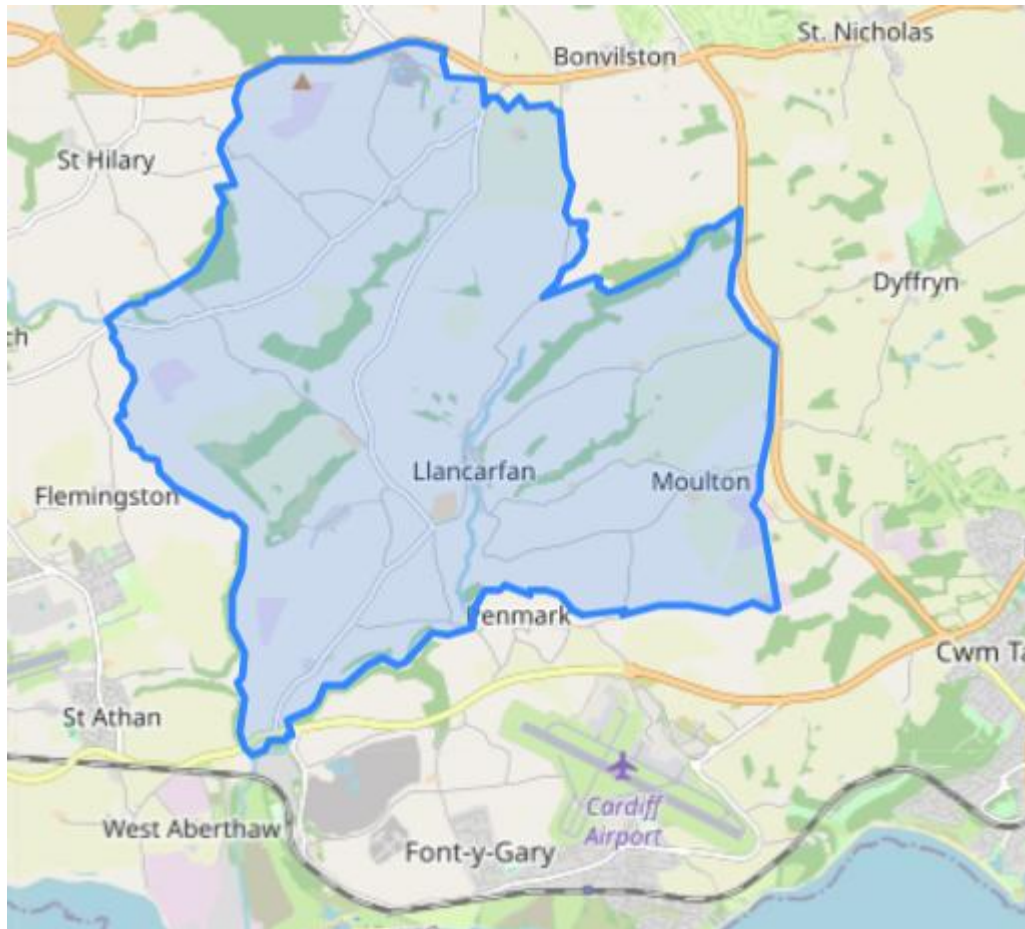 St. Nicholas
Bonvilston
St Hilary
Dyffryn
ch
Llancarfan
Moulton
Flemingston
Penmark
Cwm Ta
St Athan
Cardiff
Airport
West Aberthaw
Font-y-Gary